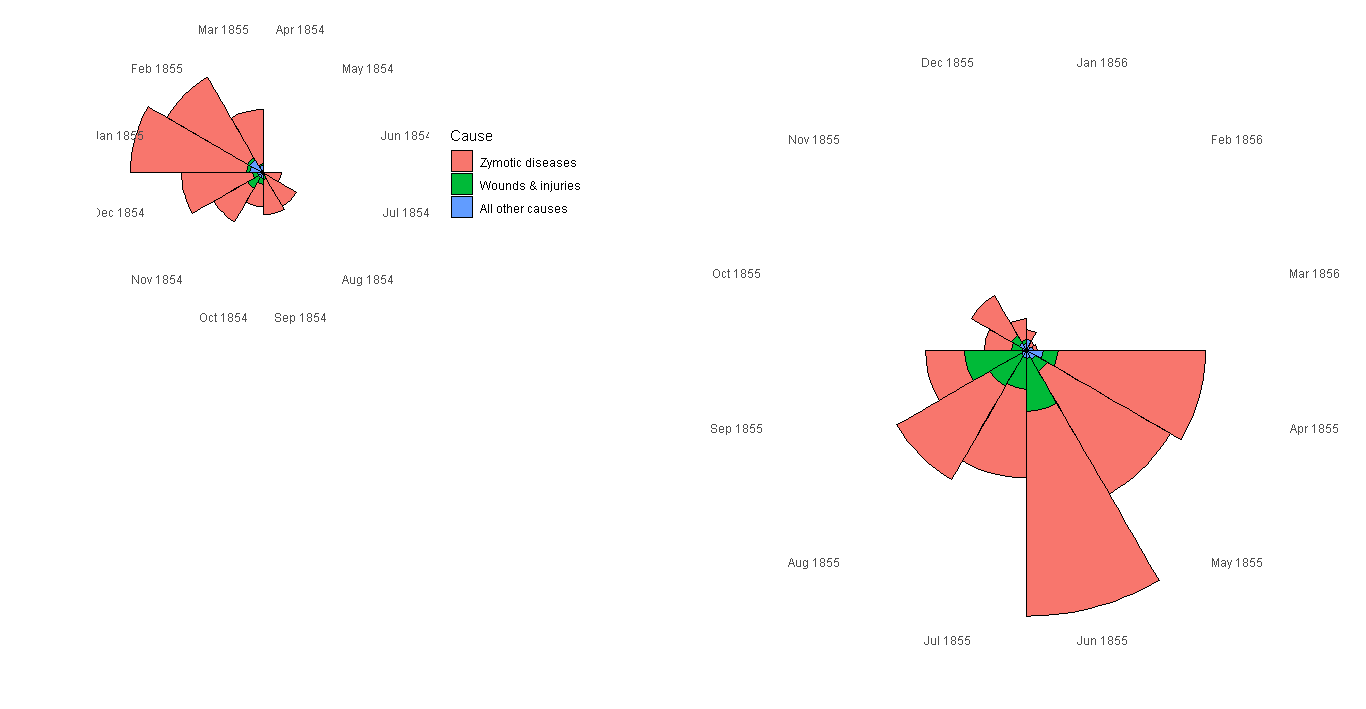 Mar 1855
Apr 1854
Feb 1855
May 1854
Jan 1855
Jun 1854
Dec 1854
Jul 1854
Nov 1854
Aug 1854
Oct 1854
Sep 1854
Cause
Zymotic diseases
Wounds & injuries
All other causes
Dec 1855
Jan 1856
Nov 1855
Feb 1856
Oct 1855
Mar 1856
Sep 1855
Apr 1855
Aug 1855
May 1855
Jul 1855
Jun 1855